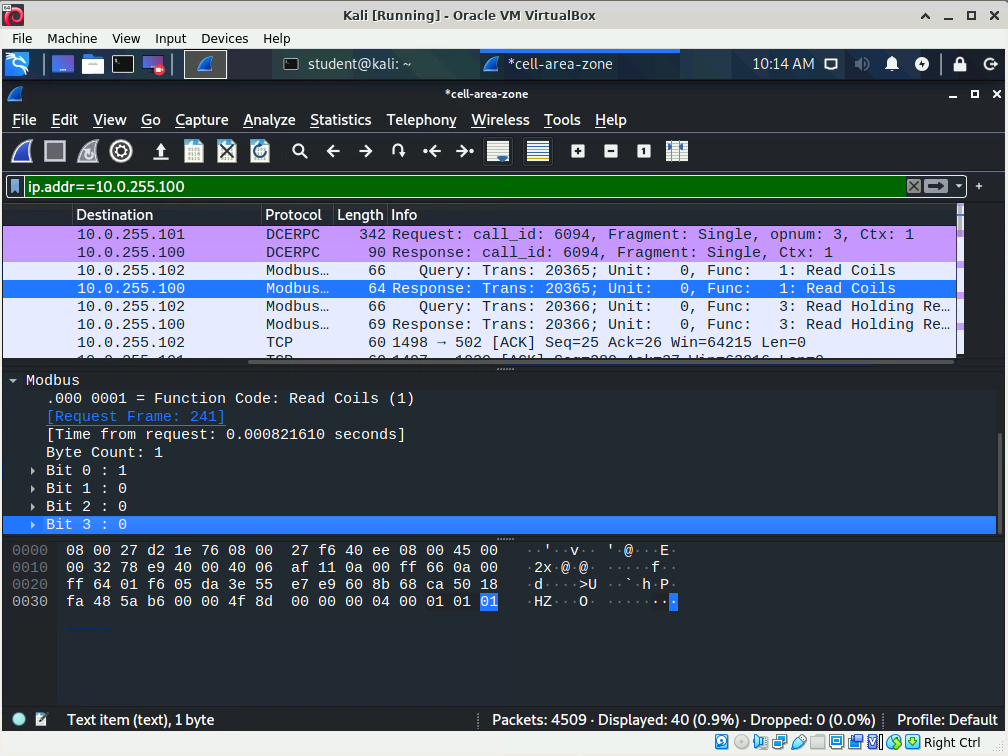 Kali [Running] - Oracle VM VirtualBox
File Machine View Input Devices Help
student@kali: ~ *cell-area-zone 10:14 AM
*cell-area-zone
File Edit View Go Capture Analyze Statistics Telephony Wireless Tools Help
ip.addr==10.0.255.100
Destination Protocol Length Info
10.0.255.101 DCERPC 342 Request: call_id: 6094, Fragment: Single, opnum: 3, Ctx: 1
10.0.255.100 DCERPC 90 Response: call_id: 6094, Fragment: Single, Ctx: 1
10.0.255.102 Modbus… 66 Query: Trans: 20365; Unit: 0, Func: 1: Read Coils
10.0.255.100 Modbus… 64 Response: Trans: 20365; Unit: 0, Func: 1: Read Coils
10.0.255.102 Modbus… 66 Query: Trans: 20366; Unit: 0, Func: 3: Read Holding Re…
10.0.255.100 Modbus… 69 Response: Trans: 20366; Unit: 0, Func: 3: Read Holding Re…
10.0.255.102 TCP 60 1498 → 502 [ACK] Seq=25 Ack=26 Win=64215 Len=0
Modbus
.000 0001 = Function Code: Read Coils (1)
[Request Frame: 241]
[Time from request: 0.000821610 seconds]
Byte Count: 1
Bit 0 : 1
Bit 1 : 0
Bit 2 : 0
Bit 3 : 0
0000 08 00 27 d2 1e 76 08 00 27 f6 40 ee 08 00 45 00 ··'··v·· '·@···E·
0010 00 32 78 e9 40 00 40 06 af 11 0a 00 ff 66 0a 00 ·2x·@·@· ·····f··
0020 ff 64 01 f6 05 da 3e 55 e7 e9 60 8b 68 ca 50 18 ·d····>U ··`·h·P·
0030 fa 48 5a b6 00 00 4f 8d 00 00 00 04 00 01 01 01 ·HZ···O· ········
Text item (text), 1 byte Packets: 4509 · Displayed: 40 (0.9%) · Dropped: 0 (0.0%) Profile: Default
Right Ctrl